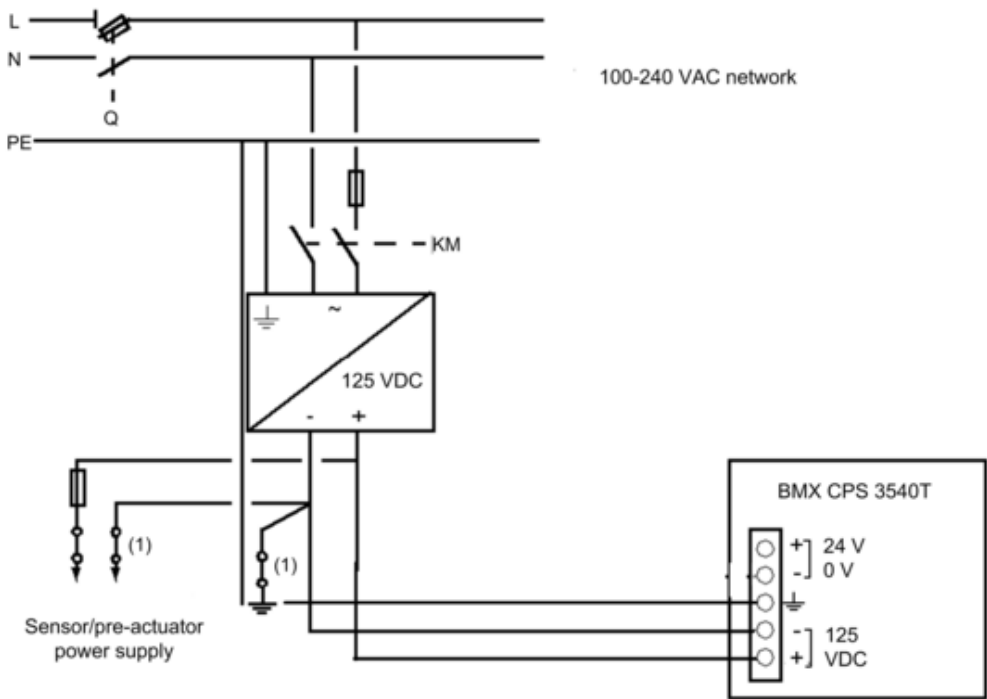 L
N
100-240 VAC network
Q
PE
KM
~
125 VDC
- +
BMX CPS 3540T
+ 24 V
- 0 V
(1)
(1)
Sensor/pre-actuator
power supply
- 125
+ VDC